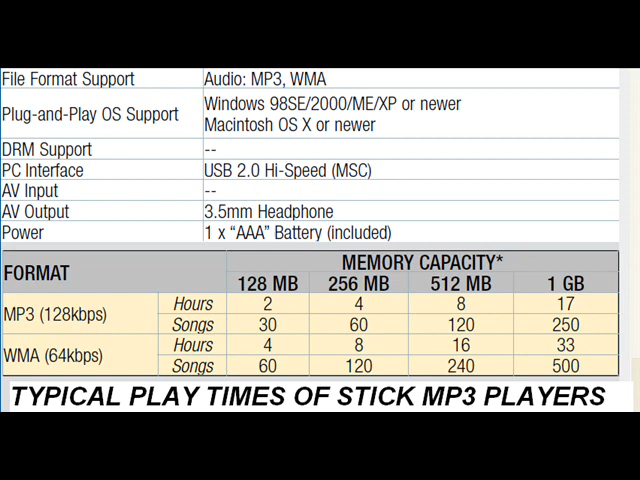 File Format Support Audio: MP3, WMA
Plug-and-Play OS Support Windows 98SE/2000/ME/XP or newer
Macintosh OS X or newer
DRM Support --
PC Interface USB 2.0 Hi-Speed (MSC)
AV Input --
AV Output 3.5mm Headphone
Power 1 x “AAA” Battery (included)
FORMAT MEMORY CAPACITY*
128 MB 256 MB 512 MB 1 GB
MP3 (128kbps) Hours 2 4 8 17
Songs 30 60 120 250
WMA (64kbps) Hours 4 8 16 33
Songs 60 120 240 500
TYPICAL PLAY TIMES OF STICK MP3 PLAYERS